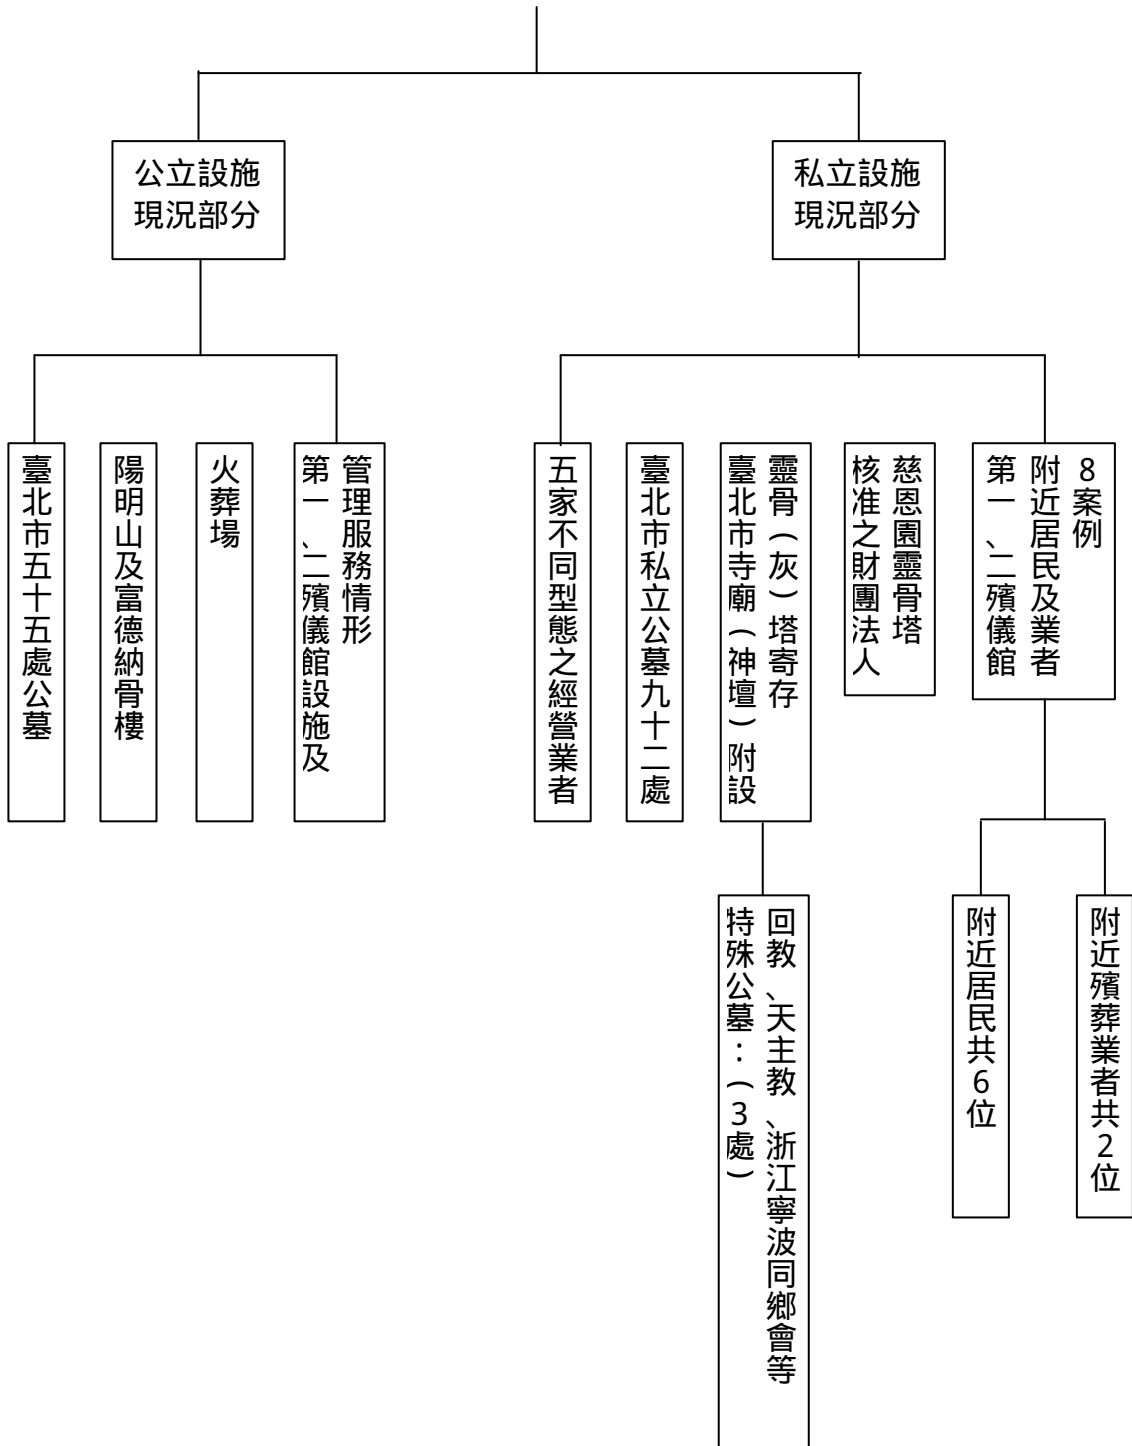 公立設施
現況部分
私立設施
現況部分
臺北市五十五處公墓
陽明山及富德納骨樓
火葬場
第一、二殯儀館設施及
管理服務情形
五家不同型態之經營業者
臺北市私立公墓九十二處
臺北市寺廟(神壇)附設
靈骨(灰)塔寄存
核准之財團法人
慈恩園靈骨塔
第一、二殯儀館
附近居民及業者
8案例
特殊公墓:(3處)
回教、天主教、浙江寧波同鄉會等
附近居民共6位
附近殯葬業者共2位